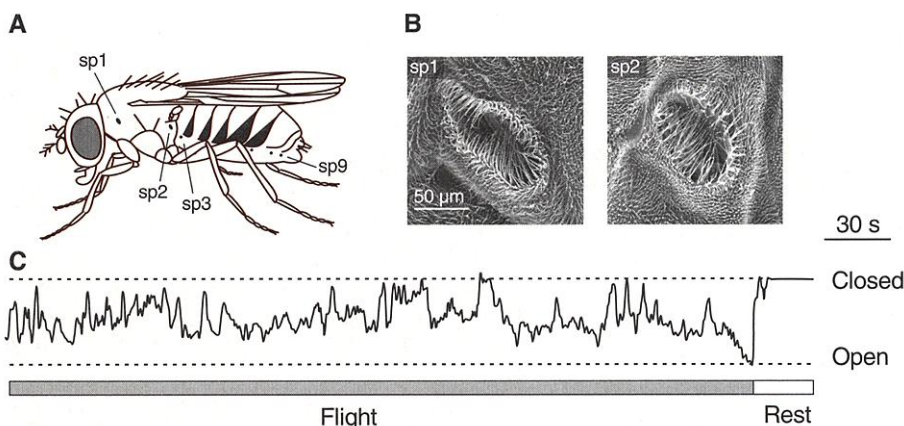 A
sp1
sp2
sp3
sp9
B
sp1
50 µm
sp2
30 s
C
Closed
Open
Flight
Rest